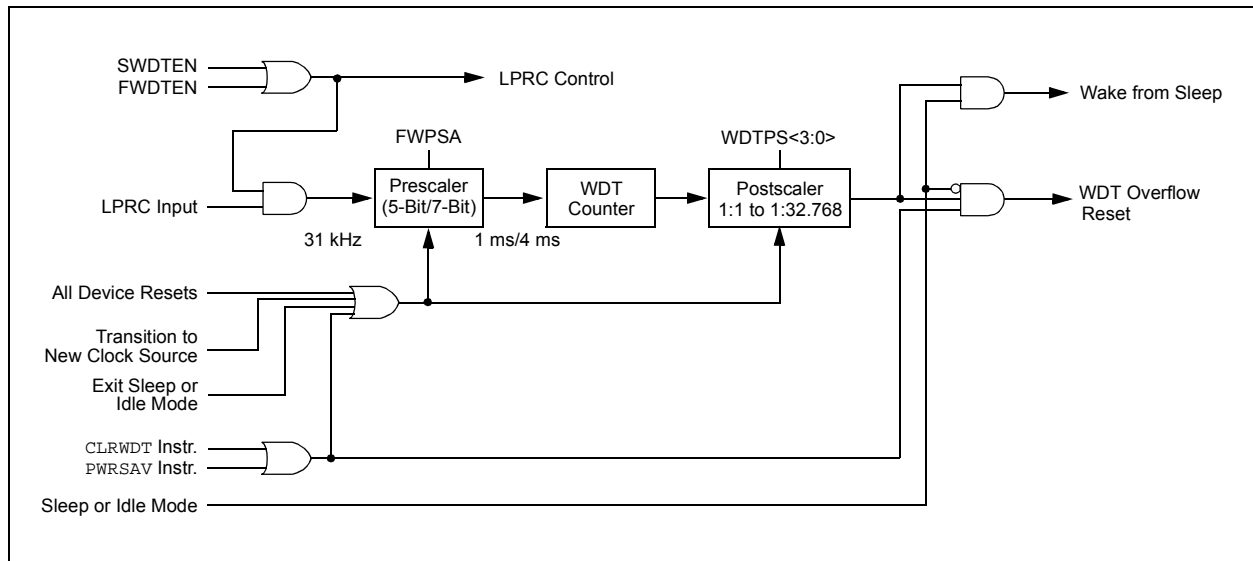 SWDTEN
FWDTEN
LPRC Control
Wake from Sleep
FWPSA
WDTPS<3:0>
LPRC Input
Prescaler
(5-Bit/7-Bit)
WDT
Counter
Postscaler
1:1 to 1:32.768
WDT Overflow
Reset
31 kHz
1 ms/4 ms
All Device Resets
Transition to
New Clock Source
Exit Sleep or
Idle Mode
CLRWDT Instr.
PWRSAV Instr.
Sleep or Idle Mode